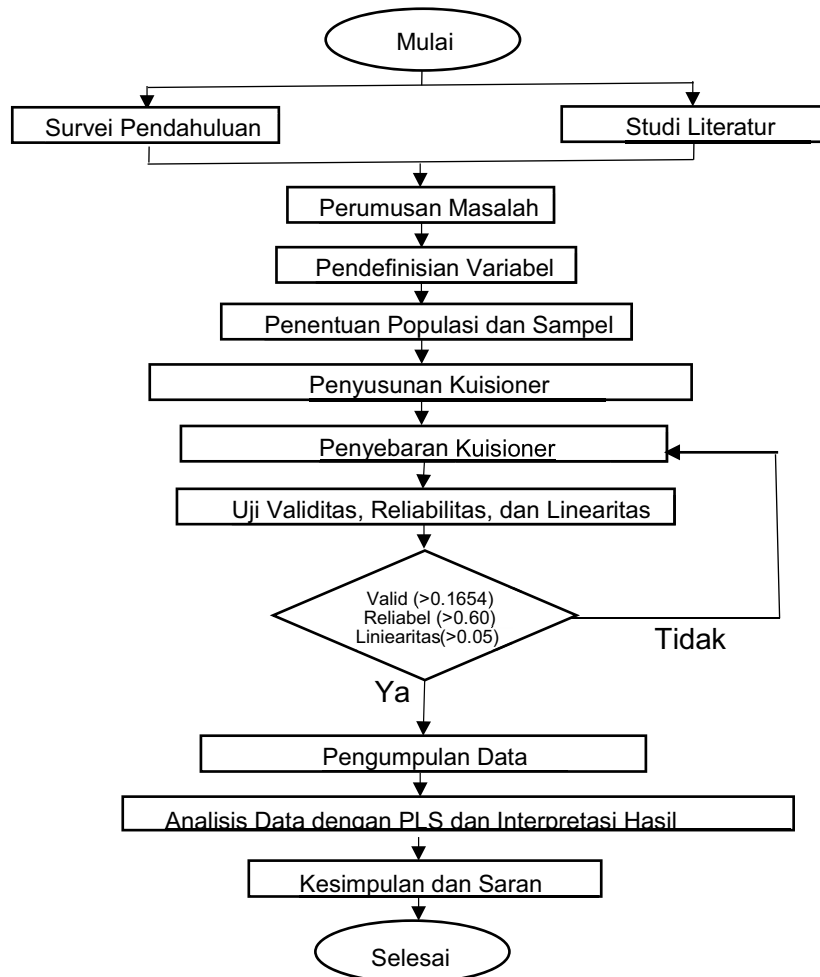 Mulai
Survei Pendahuluan
Studi Literatur
Perumusan Masalah
Pendefinisian Variabel
Penentuan Populasi dan Sampel
Penyusunan Kuisioner
Penyebaran Kuisioner
Uji Validitas, Reliabilitas, dan Linearitas
Valid (>0.1654)
Reliabel (>0.60)
Liniearitas(>0.05)
Tidak
Ya
Pengumpulan Data
Analisis Data dengan PLS dan Interpretasi Hasil
Kesimpulan dan Saran
Selesai